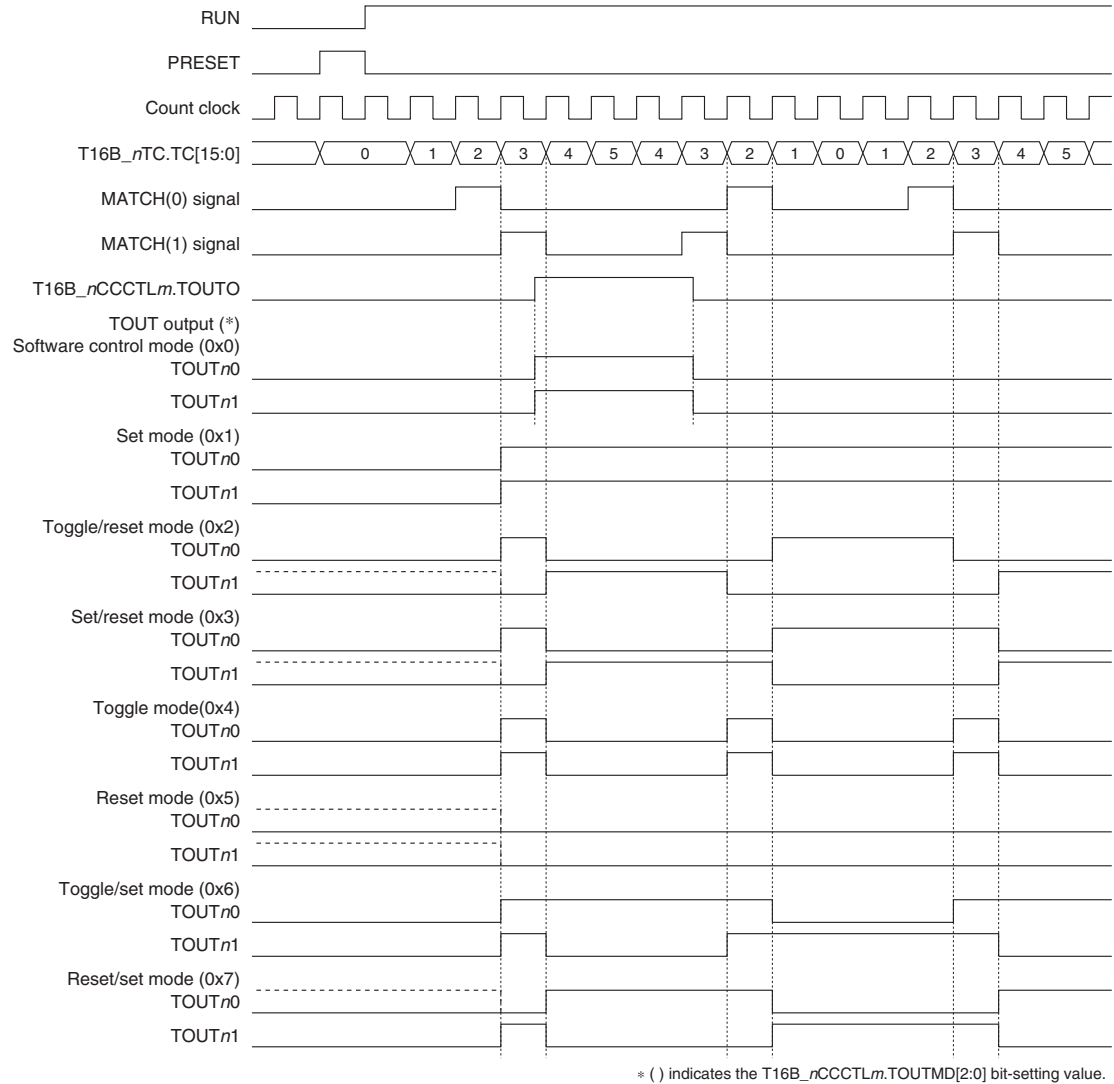 RUN
PRESET
Count clock
T16B_nTC.TC[15:0] 0 1 2 3 4 5 4 3 2 1 0 1 2 3 4 5
MATCH(0) signal
MATCH(1) signal
T16B_nCCCTLm.TOUTO
TOUT output (*)
Software control mode (0x0)
TOUTn0
TOUTn1
Set mode (0x1)
TOUTn0
TOUTn1
Toggle/reset mode (0x2)
TOUTn0
TOUTn1
Set/reset mode (0x3)
TOUTn0
TOUTn1
Toggle mode(0x4)
TOUTn0
TOUTn1
Reset mode (0x5)
TOUTn0
TOUTn1
Toggle/set mode (0x6)
TOUTn0
TOUTn1
Reset/set mode (0x7)
TOUTn0
TOUTn1
* ( ) indicates the T16B_nCCCTLm.TOUTMD[2:0] bit-setting value.